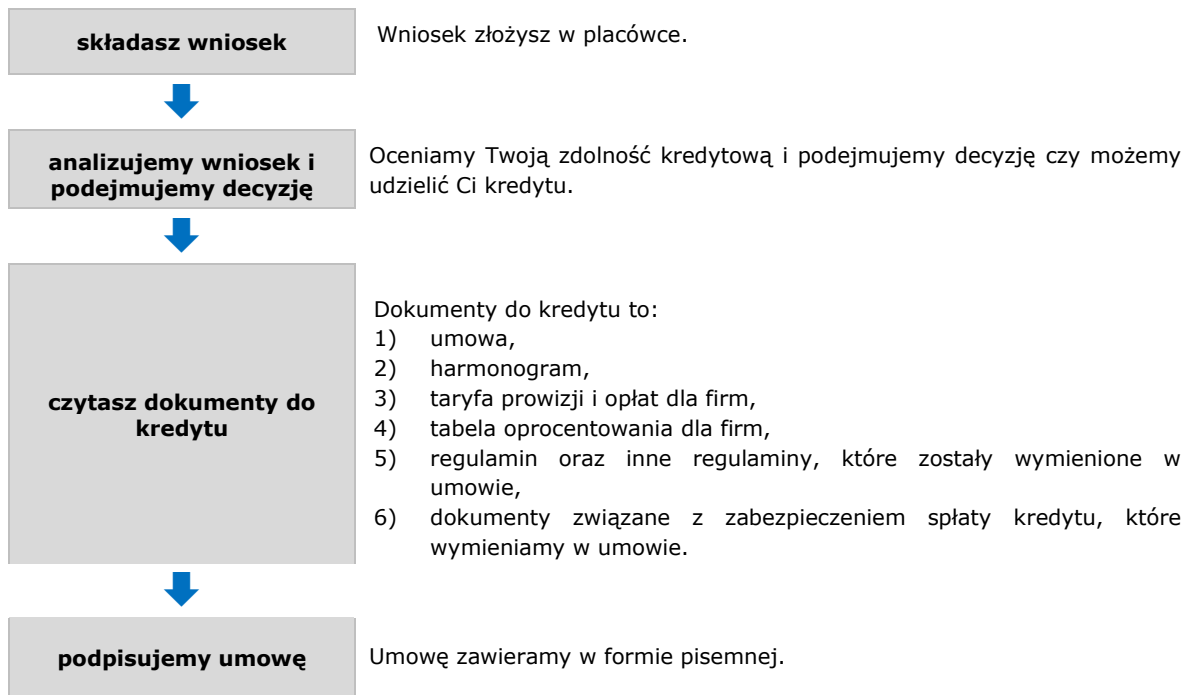 składasz wniosek
Wniosek złożysz w placówce.
analizujemy wniosek i
podejmujemy decyzję
Oceniamy Twoją zdolność kredytową i podejmujemy decyzję czy możemy
udzielić Ci kredytu.
czytasz dokumenty do
kredytu
Dokumenty do kredytu to:
1) umowa,
2) harmonogram,
3) taryfa prowizji i opłat dla firm,
4) tabela oprocentowania dla firm,
5) regulamin oraz inne regulaminy, które zostały wymienione w
umowie,
6) dokumenty związane z zabezpieczeniem spłaty kredytu, które
wymieniamy w umowie.
podpisujemy umowę
Umowę zawieramy w formie pisemnej.